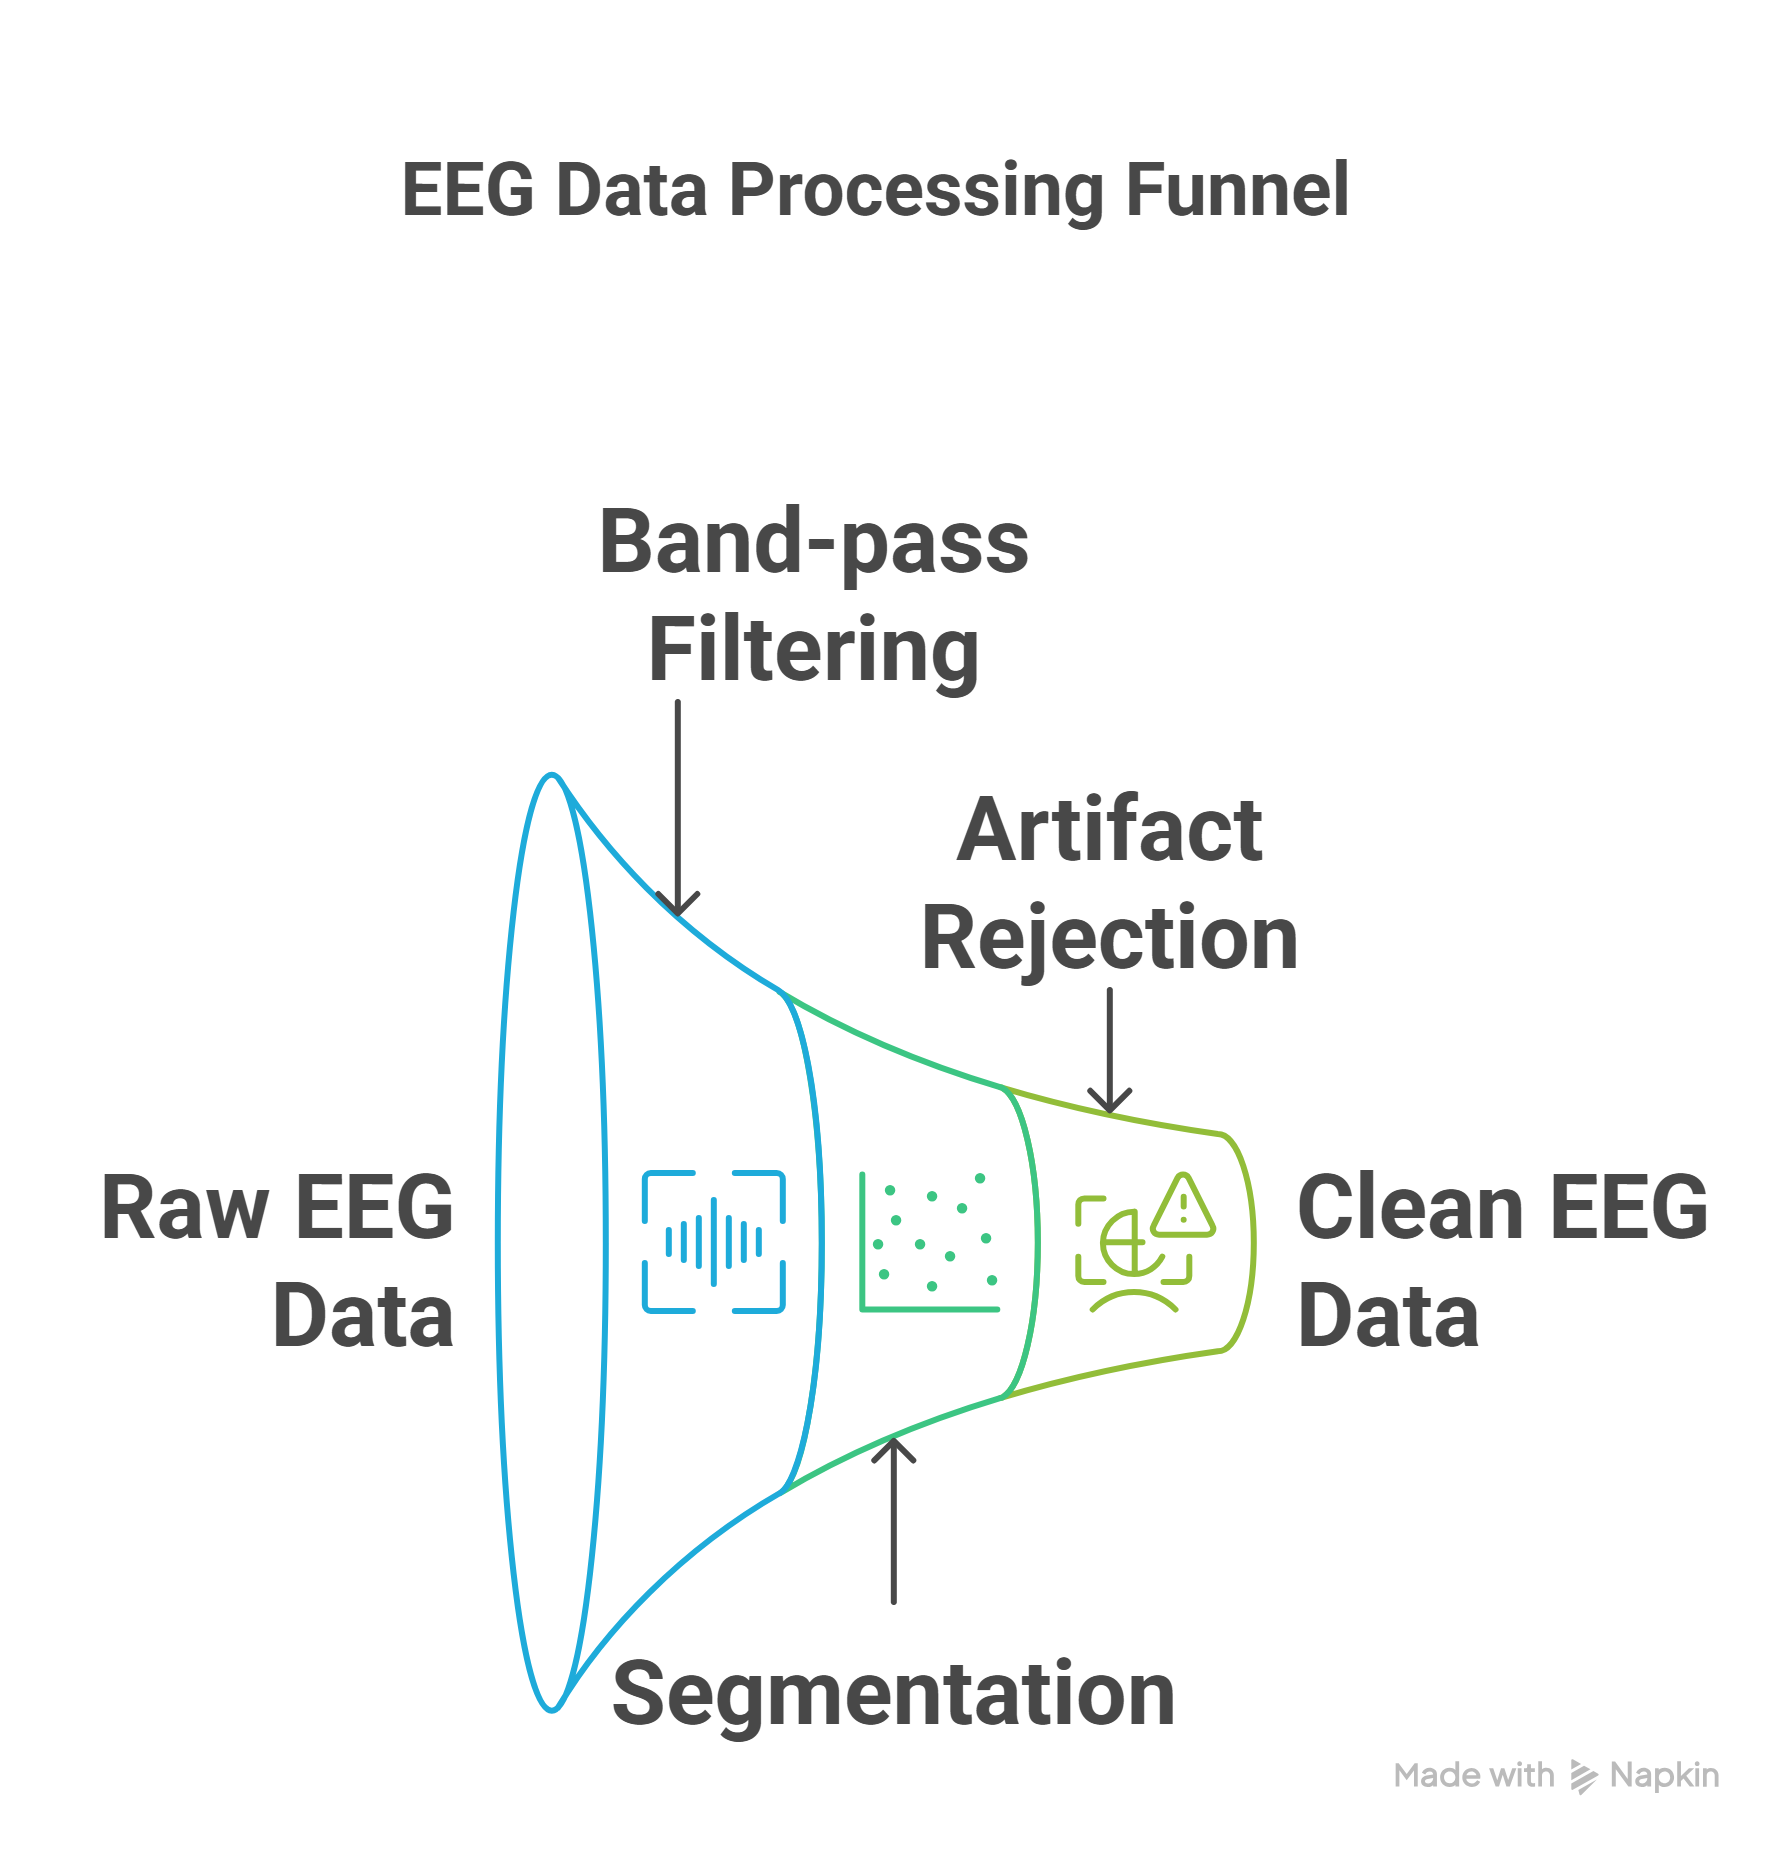 EEG Data Processing Funnel
Band-pass
Filtering
Artifact
Rejection
Raw EEG
Data
Clean EEG
Data
Segmentation
Made with Napkin